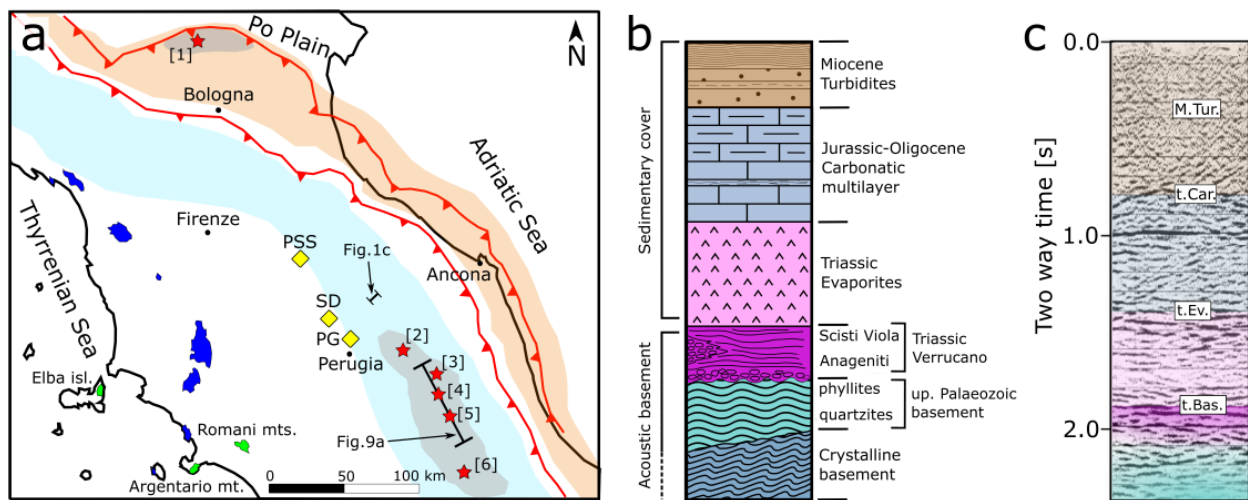 a
Po Plain
N
[1]
Bologna
Adriatic Sea
Thyrrenian Sea
Firenze
PSS
Fig.1c
Ancona
SD
PG
Perugia
[2]
[3]
[4]
[5]
[6]
Fig.9a
Elba isl.
Romani mts.
Argentario mt.
0
50
100 km
b
Sedimentary cover
Acoustic basement
Miocene
Turbidites
Jurassic-Oligocene
Carbonatic
multilayer
Triassic
Evaporites
Scisti Viola
Anageniti
Triassic
Verrucano
phyllites
quartzites
up. Palaeozoic
basement
Crystalline
basement
c
Two way time [s]
0.0
M.Tur.
t.Car.
1.0
t.Ev.
t.Bas.
2.0